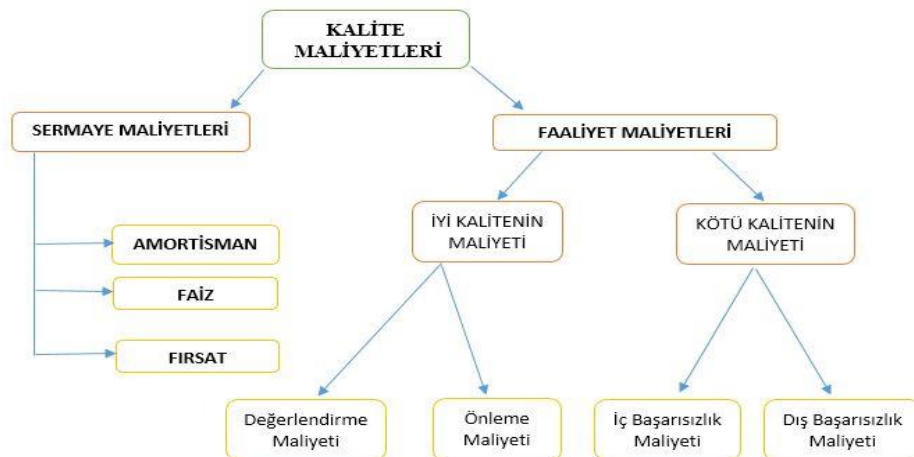 KALİTE
MALİYETLERİ
SERMAYE MALİYETLERİ
FAALİYET MALİYETLERİ
AMORTİSMAN
FAİZ
FIRSAT
İYİ KALİTENİN
MALİYETİ
KÖTÜ KALİTENİN
MALİYETİ
Değerlendirme
Maliyeti
Önleme
Maliyeti
İç Başarısızlık
Maliyeti
Dış Başarısızlık
Maliyeti